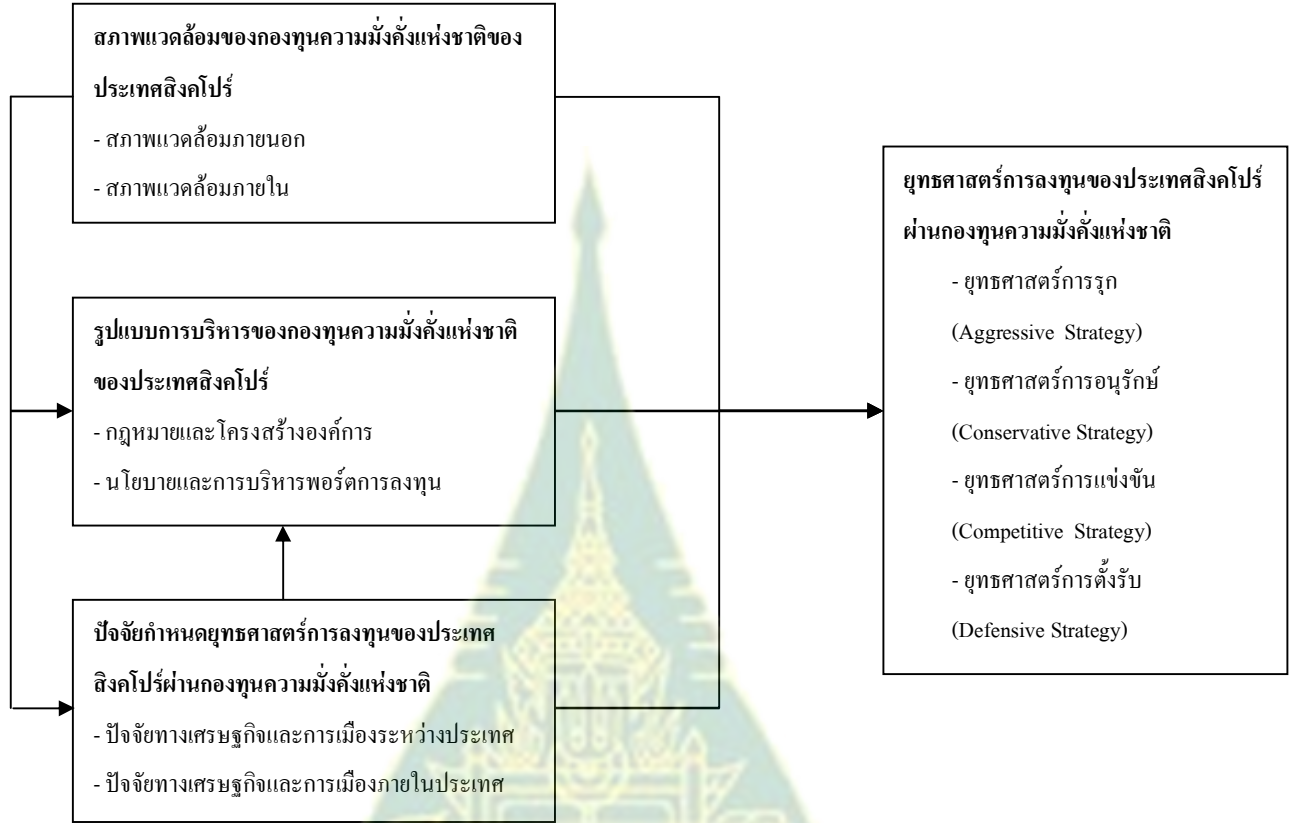 สภาพแวดล้อมของกองทุนความมั่งคั่งแห่งชาติของ
ประเทศสิงคโปร์
- สภาพแวดล้อมภายนอก
- สภาพแวดล้อมภายใน
รูปแบบการบริหารของกองทุนความมั่งคั่งแห่งชาติ
ของประเทศสิงคโปร์
- กฎหมายและโครงสร้างองค์การ
- นโยบายและการบริหารพอร์ตการลงทุน
ปัจจัยกำหนดยุทธศาสตร์การลงทุนของประเทศ
สิงคโปร์ผ่านกองทุนความมั่งคั่งแห่งชาติ
- ปัจจัยทางเศรษฐกิจและการเมืองระหว่างประเทศ
- ปัจจัยทางเศรษฐกิจและการเมืองภายในประเทศ
ยุทธศาสตร์การลงทุนของประเทศสิงคโปร์
ผ่านกองทุนความมั่งคั่งแห่งชาติ
- ยุทธศาสตร์การรุก
(Aggressive Strategy)
- ยุทธศาสตร์การอนุรักษ์
(Conservative Strategy)
- ยุทธศาสตร์การแข่งขัน
(Competitive Strategy)
- ยุทธศาสตร์การตั้งรับ
(Defensive Strategy)